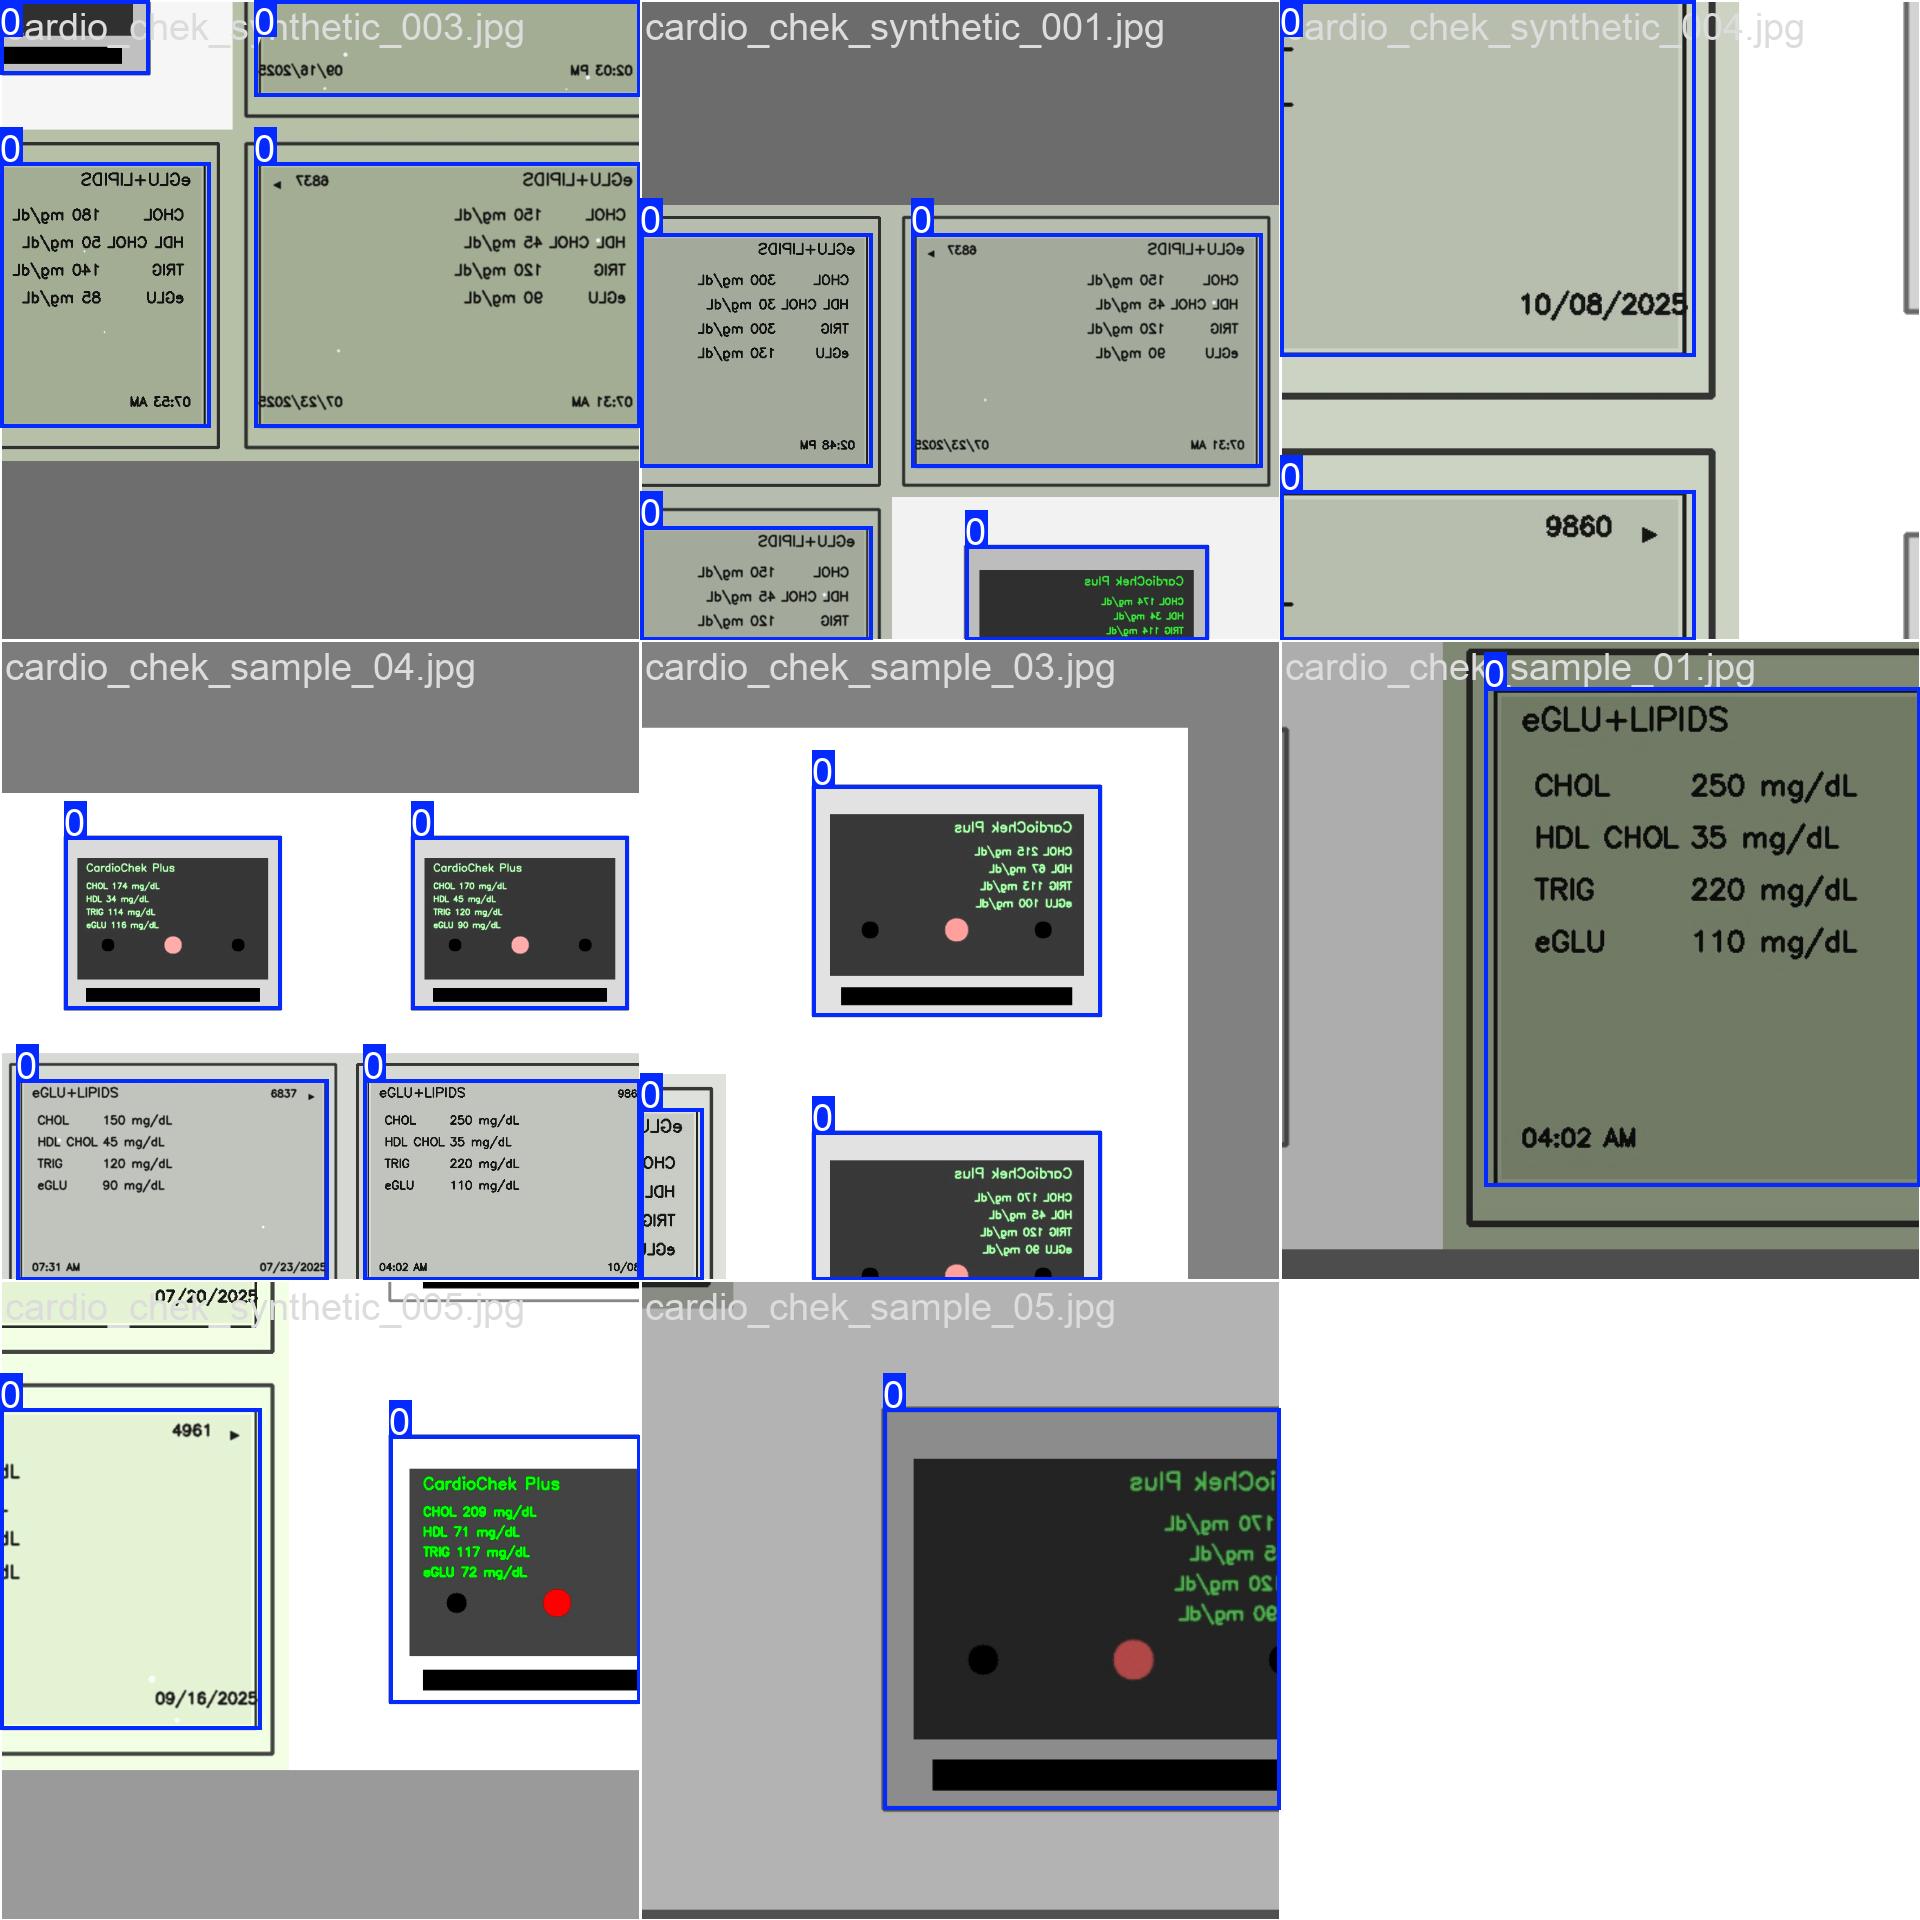 0
cardio_chek_synthetic_003.jpg
0
09/16/2025
02:03 PM
0
eGLU+LIPIDS
CHOL 180 mg/dL
HDL CHOL 50 mg/dL
TRIG 140 mg/dL
eGLU 85 mg/dL
07:53 AM
0
eGLU+LIPIDS 6837
CHOL 150 mg/dL
HDL CHOL 45 mg/dL
TRIG 120 mg/dL
eGLU 90 mg/dL
07:31 AM 07/23/2025
cardio_chek_synthetic_001.jpg
0
eGLU+LIPIDS
CHOL 300 mg/dL
HDL CHOL 30 mg/dL
TRIG 300 mg/dL
eGLU 130 mg/dL
02:48 PM
0
eGLU+LIPIDS 6837
CHOL 150 mg/dL
HDL CHOL 45 mg/dL
TRIG 120 mg/dL
eGLU 90 mg/dL
07:31 AM 07/23/2025
0
eGLU+LIPIDS
CHOL 150 mg/dL
HDL CHOL 45 mg/dL
TRIG 120 mg/dL
0
CardioChek Plus
CHOL 174 mg/dL
HDL 34 mg/dL
TRIG 114 mg/dL
0
cardio_chek_synthetic_004.jpg
10/08/2025
0
9860
cardio_chek_sample_04.jpg
0
CardioChek Plus
CHOL 174 mg/dL
HDL 34 mg/dL
TRIG 114 mg/dL
eGLU 116 mg/dL
0
CardioChek Plus
CHOL 170 mg/dL
HDL 45 mg/dL
TRIG 120 mg/dL
eGLU 90 mg/dL
0
eGLU+LIPIDS 6837
CHOL 150 mg/dL
HDL CHOL 45 mg/dL
TRIG 120 mg/dL
eGLU 90 mg/dL
07:31 AM 07/23/2025
0
eGLU+LIPIDS 986
CHOL 250 mg/dL
HDL CHOL 35 mg/dL
TRIG 220 mg/dL
eGLU 110 mg/dL
04:02 AM 10/08
cardio_chek_sample_03.jpg
0
CardioChek Plus
CHOL 215 mg/dL
HDL 67 mg/dL
TRIG 113 mg/dL
eGLU 100 mg/dL
0
eGLU
CHO
HDL
TRIG
eGLU
0
CardioChek Plus
CHOL 170 mg/dL
HDL 45 mg/dL
TRIG 120 mg/dL
eGLU 90 mg/dL
cardio_chek_sample_01.jpg
0
eGLU+LIPIDS
CHOL 250 mg/dL
HDL CHOL 35 mg/dL
TRIG 220 mg/dL
eGLU 110 mg/dL
04:02 AM
07/20/2025
cardio_chek_synthetic_005.jpg
0
4961
dL
dL
dL
09/16/2025
0
CardioChek Plus
CHOL 209 mg/dL
HDL 71 mg/dL
TRIG 117 mg/dL
eGLU 72 mg/dL
cardio_chek_sample_05.jpg
0
ioChek Plus
170 mg/dL
5 mg/dL
120 mg/dL
90 mg/dL